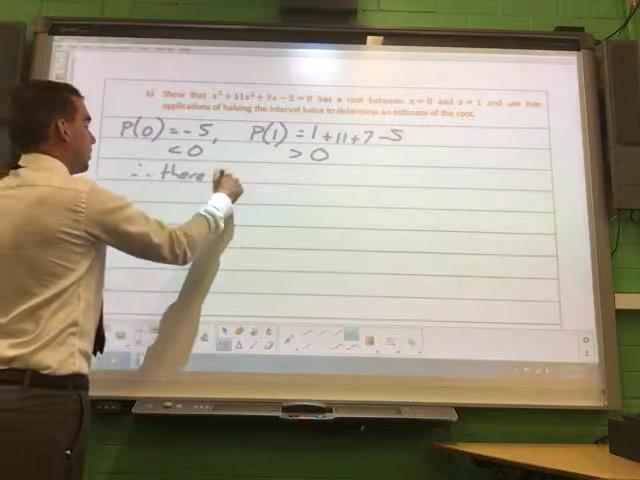 b) Show that x³ + 11x² + 7x − 5 = 0 has a root between x = 0 and x = 1 and use two
applications of halving the interval twice to determine an estimate of the root.
P(0) = -5, P(1) = 1 + 11 + 7 - 5
< 0 > 0
∴ there